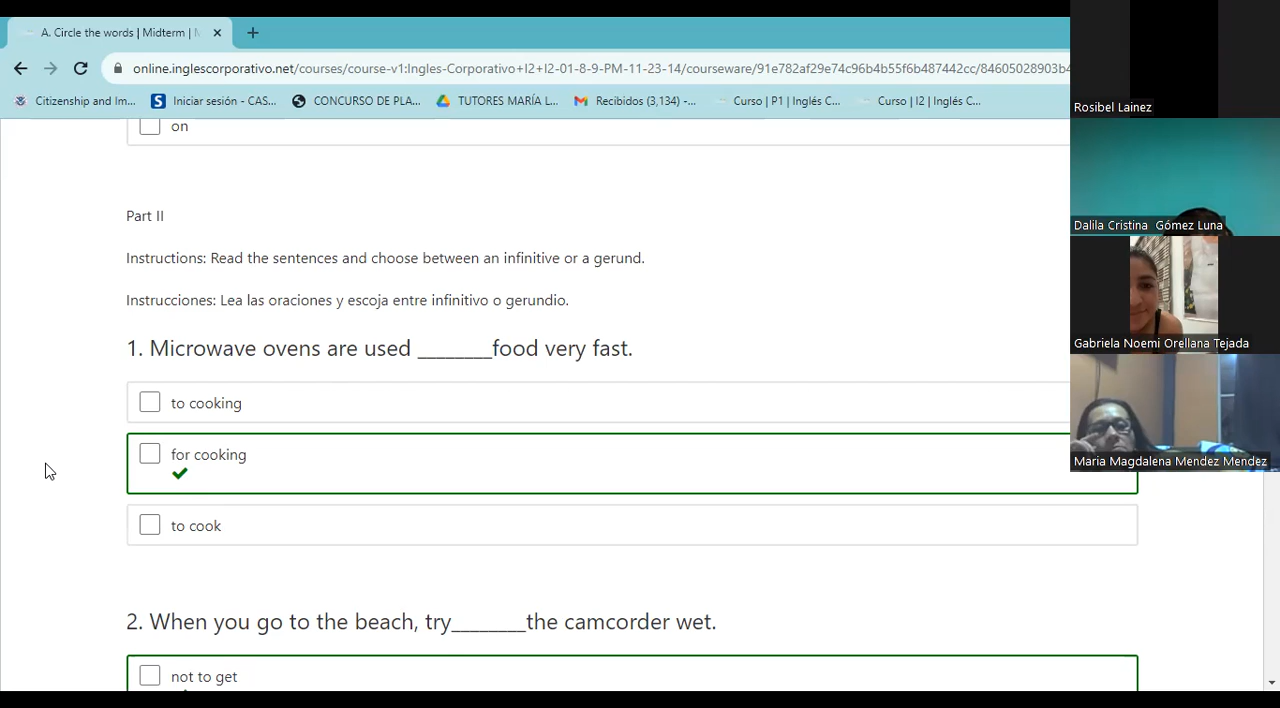 A. Circle the words | Midterm |
online.inglescorporativo.net/courses/course-v1:Ingles-Corporativo+I2+I2-01-8-9-PM-11-23-14/courseware/91e782af29e74c96b4b55f6b487442cc/84605028903b4
Citizenship and Im... Iniciar sesión - CAS... CONCURSO DE PLA... TUTORES MARÍA L... Recibidos (3,134) -... Curso | P1 | Inglés C... Curso | I2 | Inglés C...
on
Part II
Instructions: Read the sentences and choose between an infinitive or a gerund.
Instrucciones: Lea las oraciones y escoja entre infinitivo o gerundio.
1. Microwave ovens are used ________food very fast.
to cooking
for cooking
to cook
2. When you go to the beach, try________the camcorder wet.
not to get
Rosibel Lainez
Dalila Cristina Gómez Luna
Gabriela Noemi Orellana Tejada
Maria Magdalena Mendez Mendez